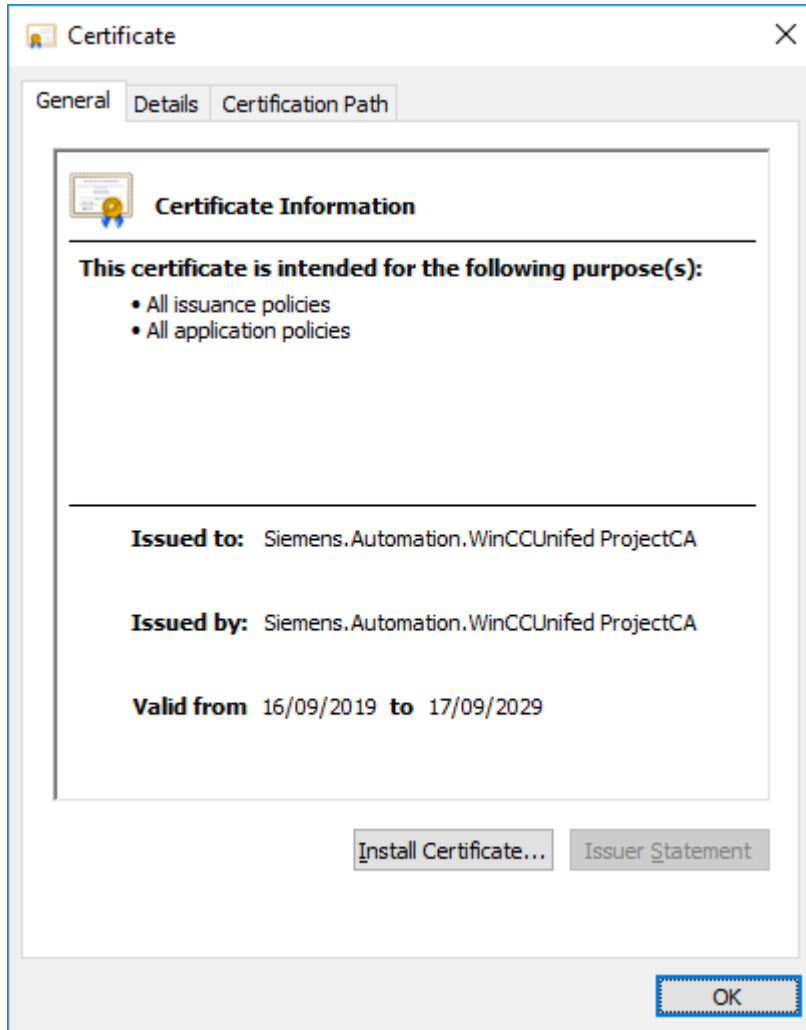 Certificate
General Details Certification Path
Certificate Information
This certificate is intended for the following purpose(s):
• All issuance policies
• All application policies
Issued to: Siemens.Automation.WinCCUnifed ProjectCA
Issued by: Siemens.Automation.WinCCUnifed ProjectCA
Valid from 16/09/2019 to 17/09/2029
Install Certificate... Issuer Statement
OK